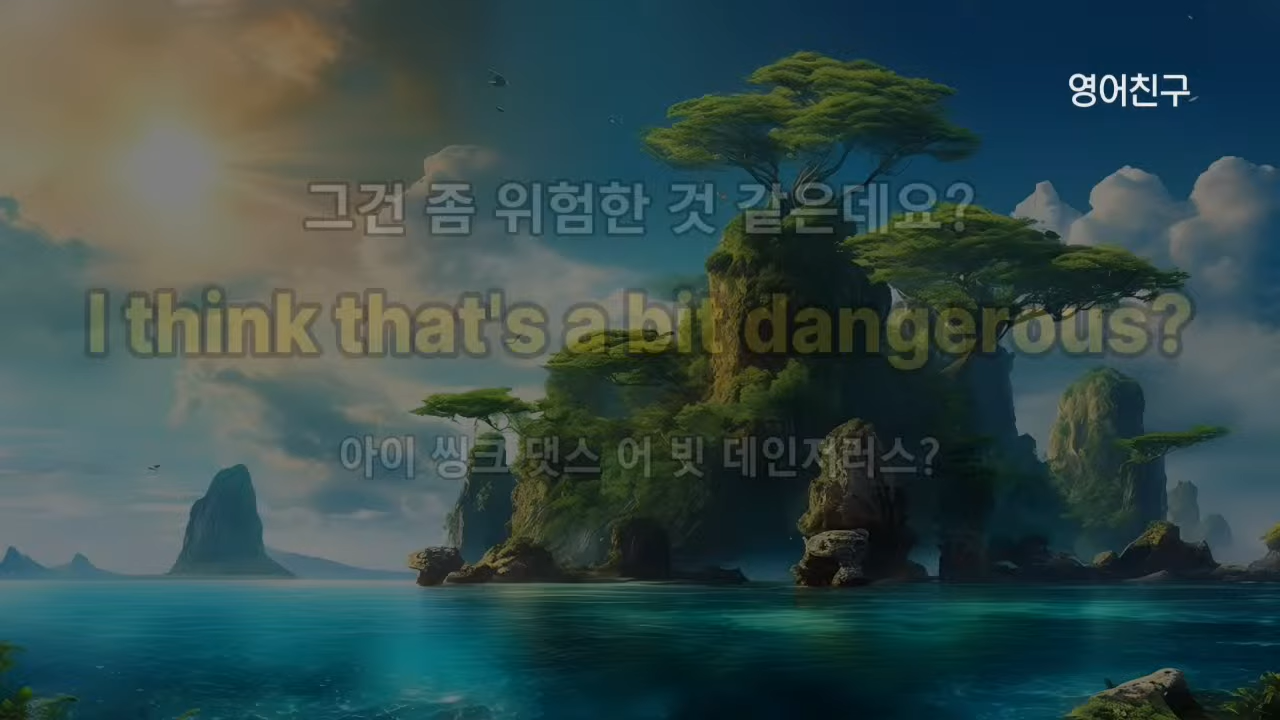 영어친구
그건 좀 위험한 것 같은데요?
I think that's a bit dangerous?
아이 씽크 댓스 어 빗 데인저러스?